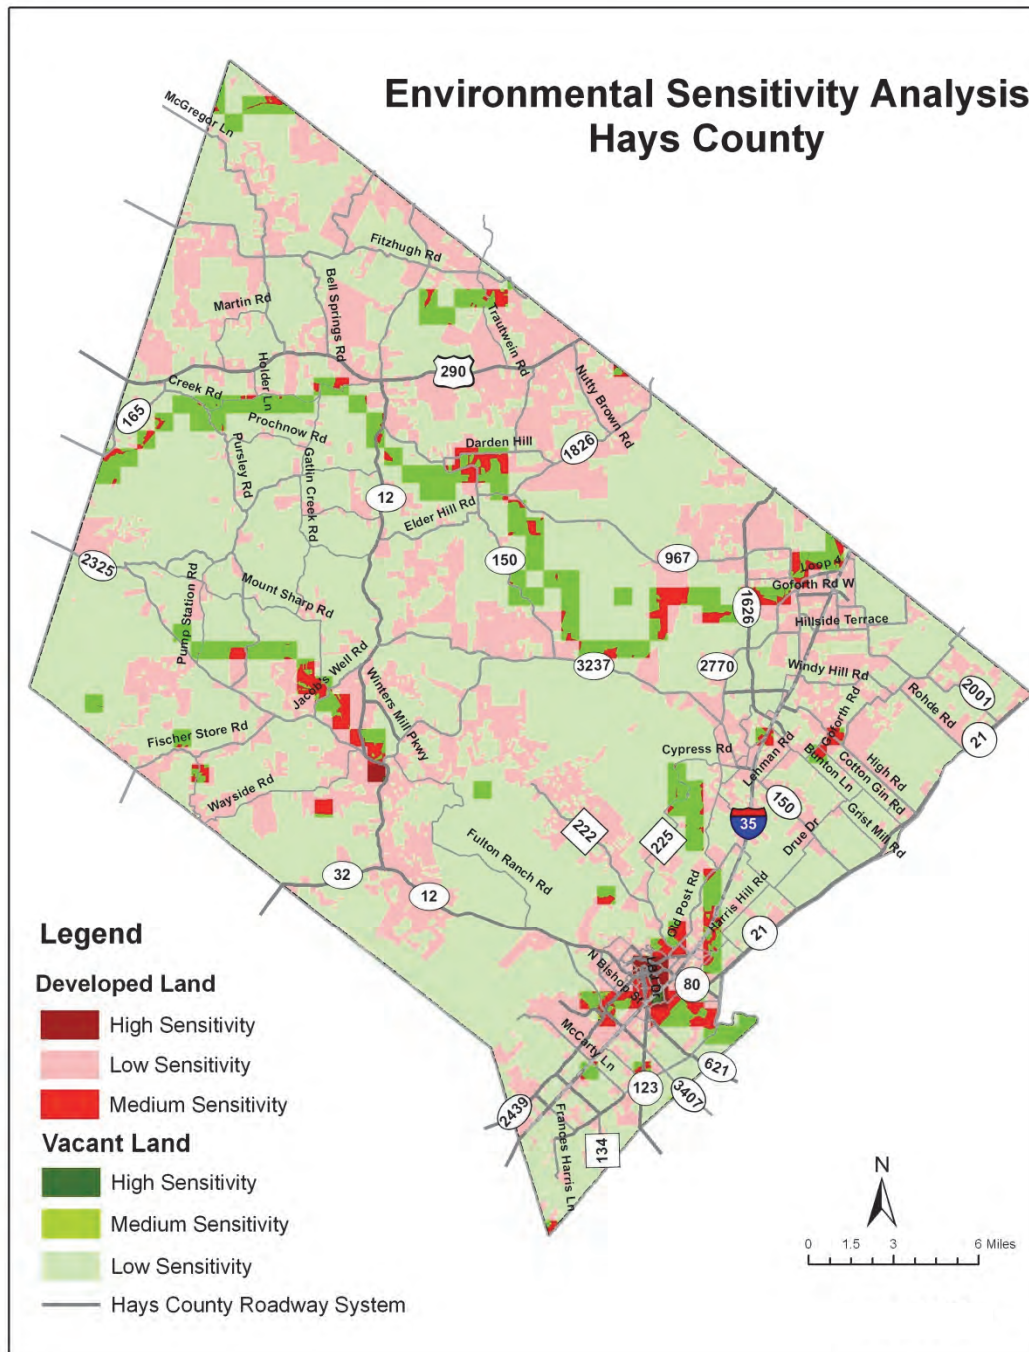 Environmental Sensitivity Analysis
Hays County
McGregor Ln
Fitzhugh Rd
Bell Springs Rd
Martin Rd
Trautwein Rd
290
Holder Ln
Nutty Brown Rd
Creek Rd
165
Prochnow Rd
Darden Hill
1826
Pursley Rd
Gatlin Creek Rd
12
Elder Hill Rd
2325
150
967
Loop 4
Goforth Rd W
Mount Sharp Rd
Pump Station Rd
1626
Hillside Terrace
3237
2770
Windy Hill Rd
Jacob's Well Rd
Winters Mill Pkwy
2001
Rohde Rd
21
Fischer Store Rd
Goforth Rd
Cypress Rd
Lehman Rd
Bunton Ln
High Rd
Cotton Gin Rd
Wayside Rd
150
Grist Mill Rd
222
225
35
Drue Dr
Fulton Ranch Rd
32
12
Old Post Rd
Harris Hill Rd
21
N Bishop St
80
McCarty Ln
621
123
3407
2439
134
Frances Harris Ln
Legend
Developed Land
High Sensitivity
Low Sensitivity
Medium Sensitivity
Vacant Land
High Sensitivity
Medium Sensitivity
Low Sensitivity
Hays County Roadway System
N
0 1.5 3 6 Miles